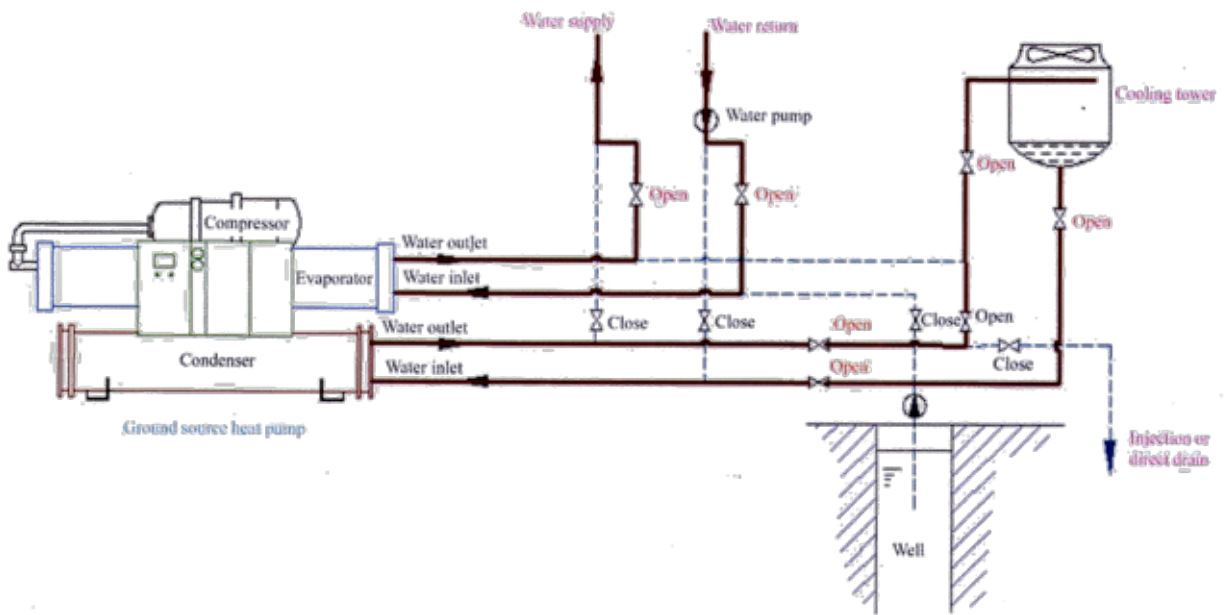 Water supply
Water return
Cooling tower
Water pump
Open
Open
Open
Open
Compressor
Water outlet
Evaporator
Water inlet
Water outlet
Close
Close
Open
Close
Open
Condenser
Water inlet
Open
Close
Ground source heat pump
Injection or
direct drain
Well